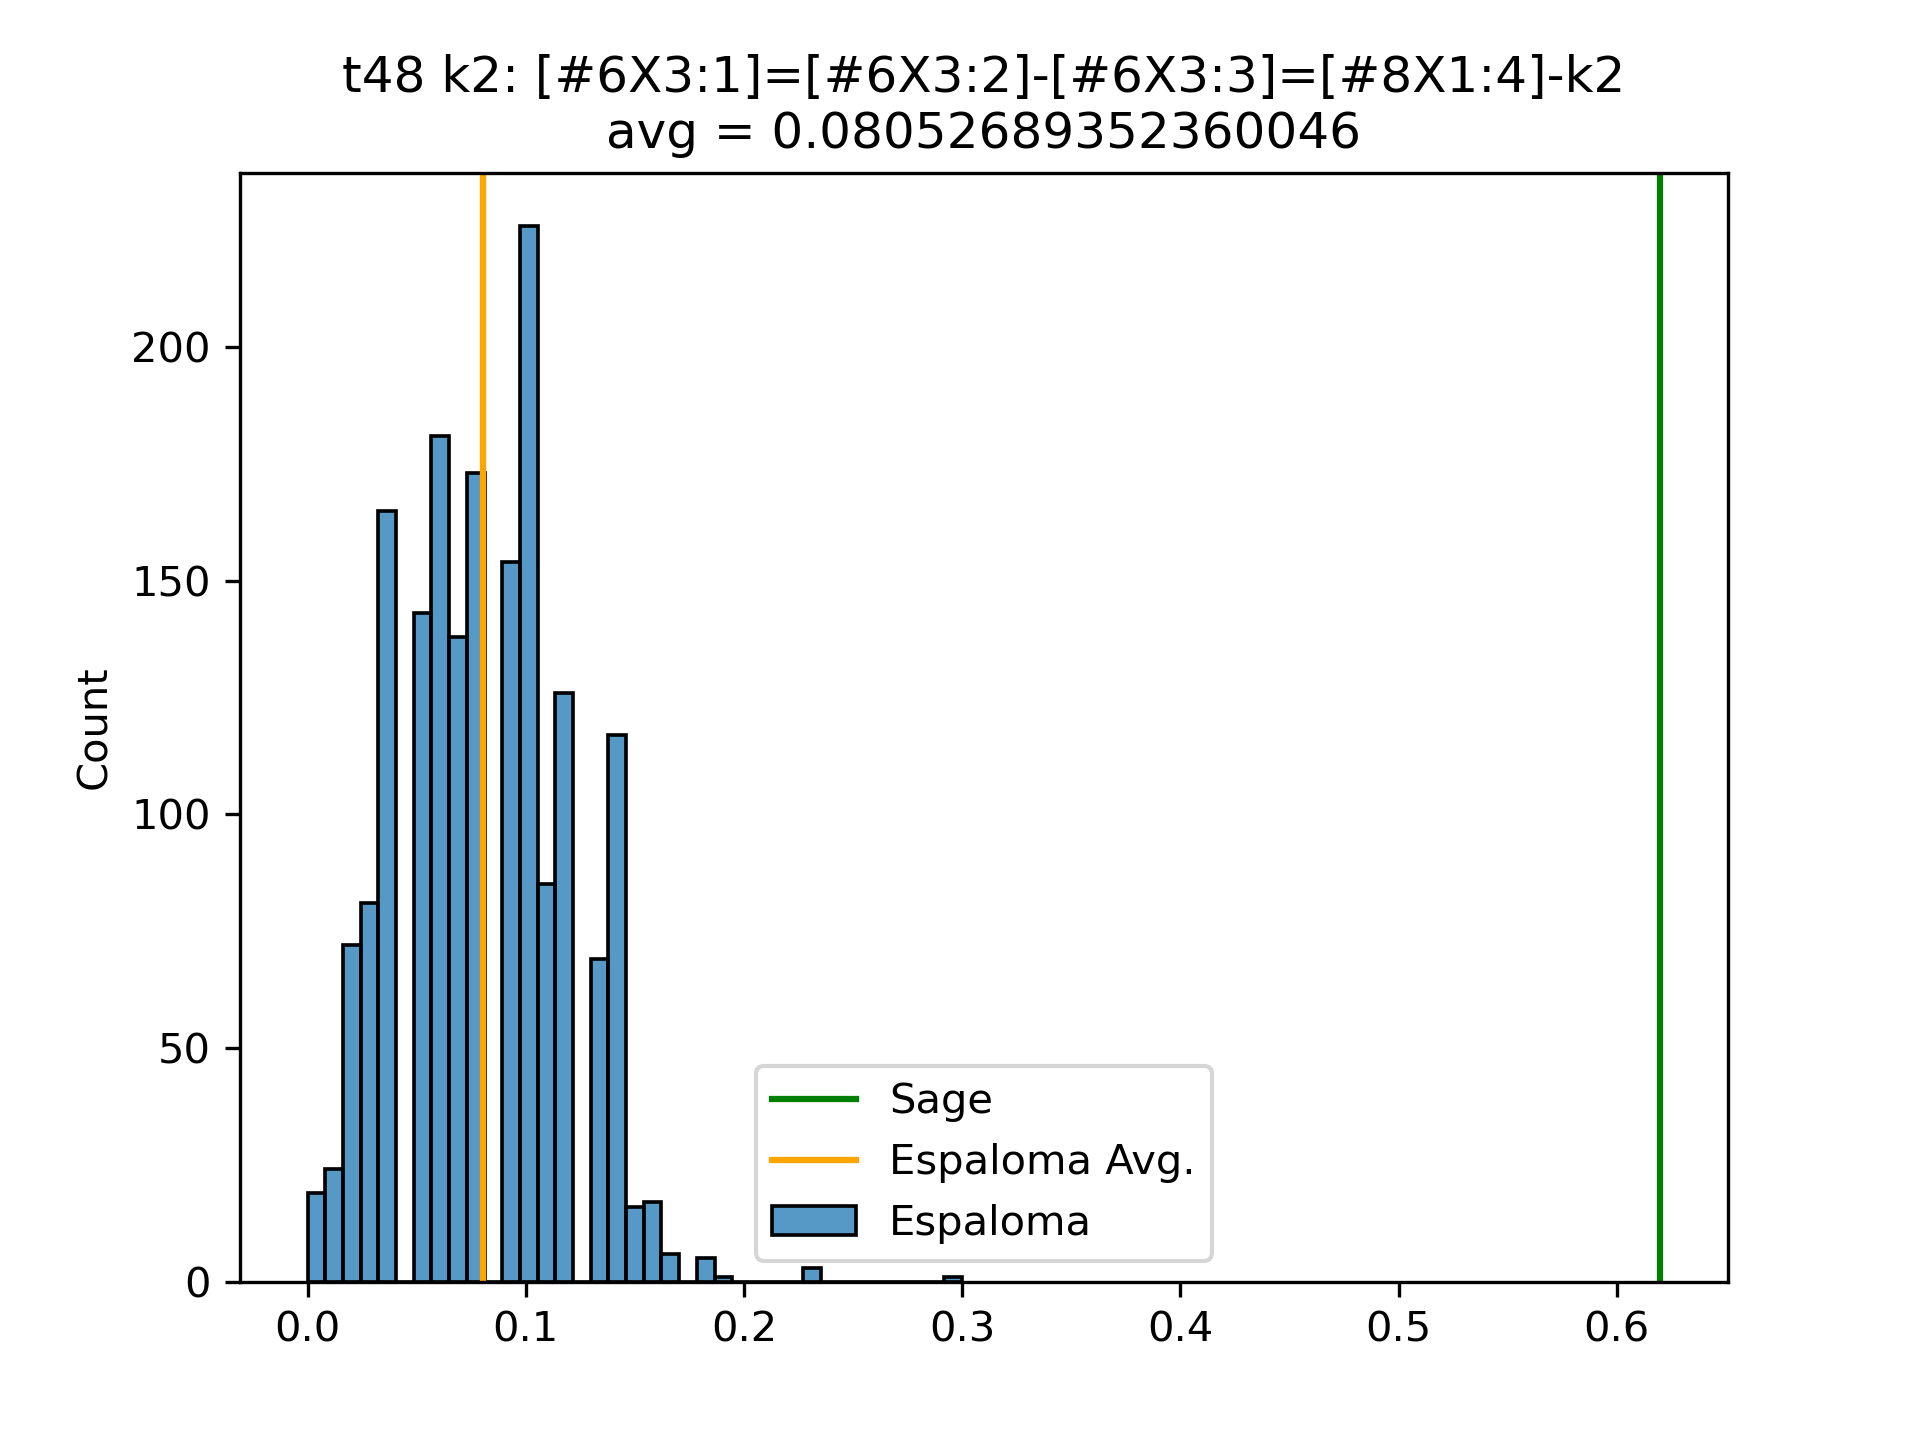 t48 k2: [#6X3:1]=[#6X3:2]-[#6X3:3]=[#8X1:4]-k2
avg = 0.08052689352360046
Count
200
150
100
50
0
Sage
Espaloma Avg.
Espaloma
0.0 0.1 0.2 0.3 0.4 0.5 0.6